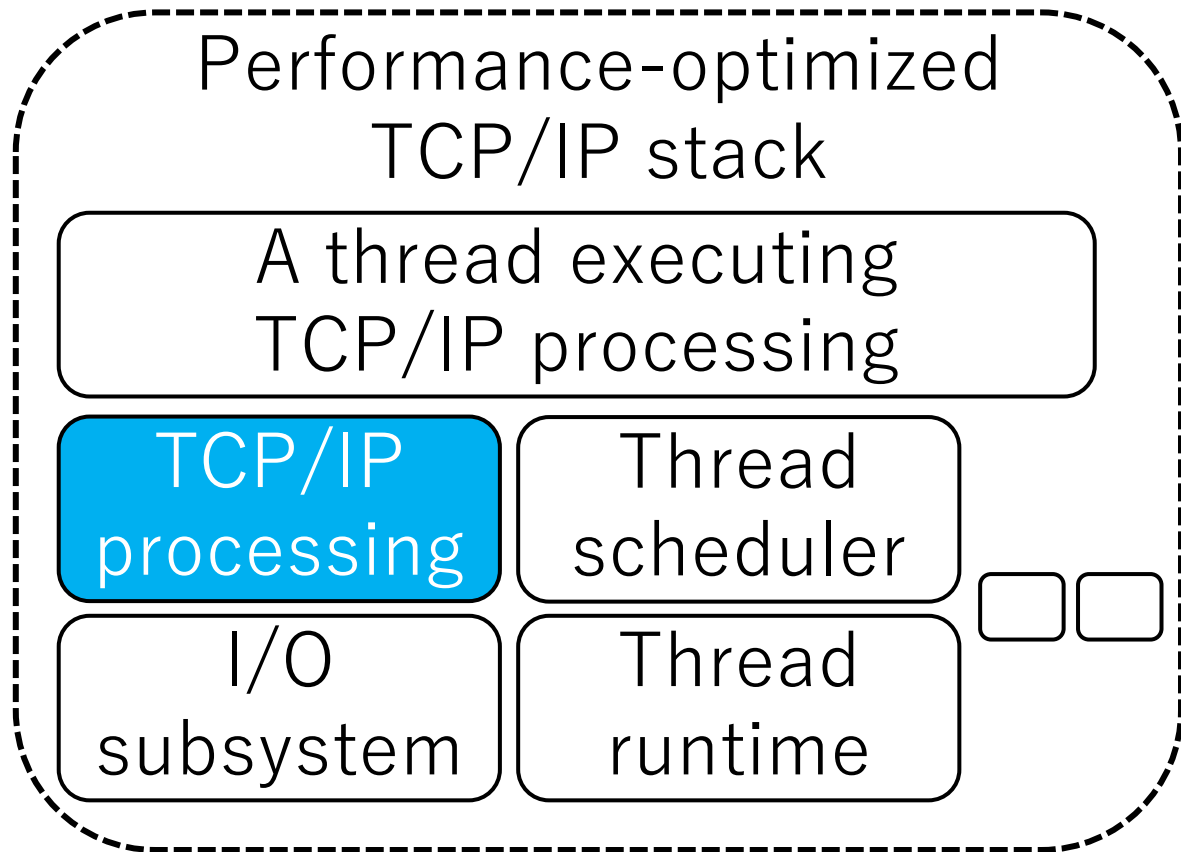 Performance-optimized
TCP/IP stack
A thread executing
TCP/IP processing
TCP/IP
processing
Thread
scheduler
I/O
subsystem
Thread
runtime